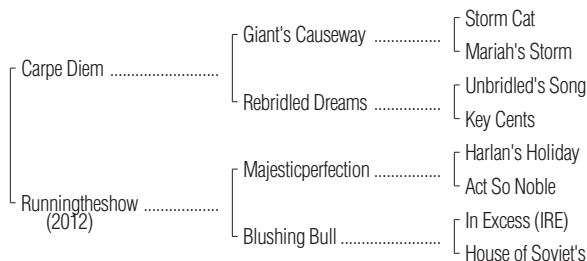 Carpe Diem
Runningtheshow
(2012)
Giant's Causeway
Rebridled Dreams
Majesticperfection
Blushing Bull
Storm Cat
Mariah's Storm
Unbridled's Song
Key Cents
Harlan's Holiday
Act So Noble
In Excess (IRE)
House of Soviet's